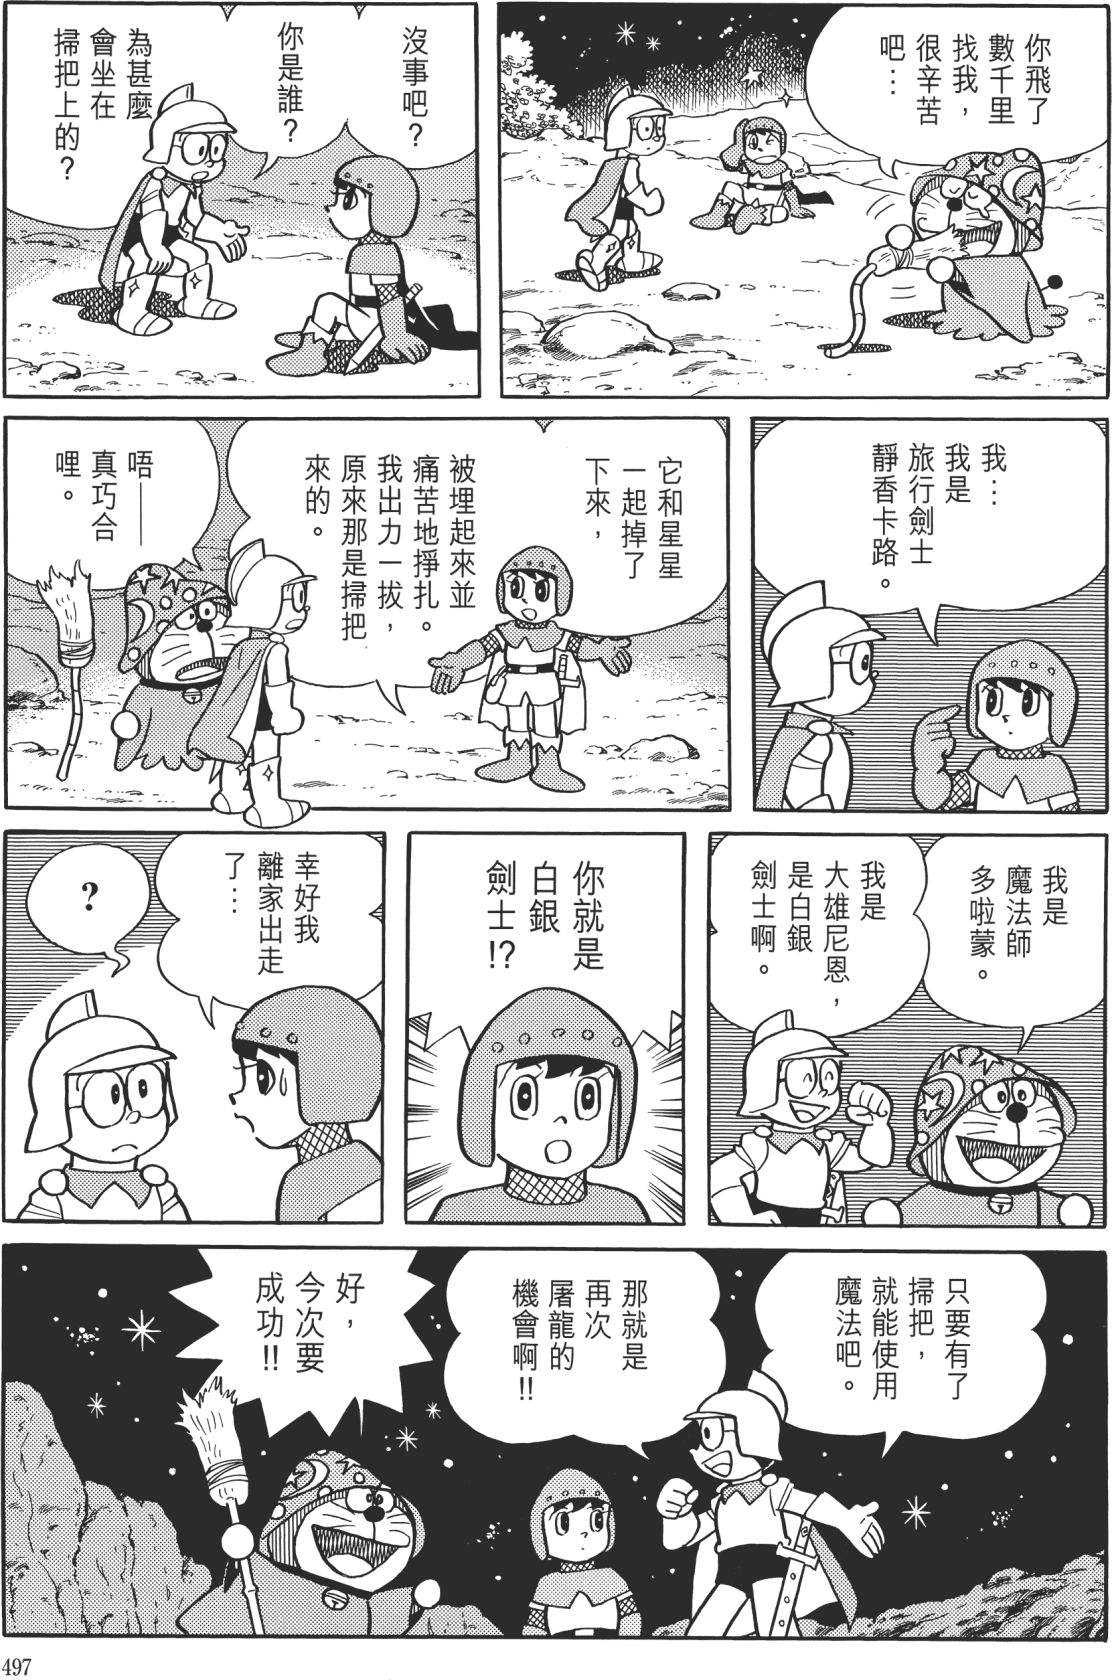 你飛了
數千里
找我，
很辛苦
吧…
沒事吧？
你是誰？
為甚麼
會坐在
掃把上的？
我…
我是
旅行劍士
靜香卡路。
它和星星
一起掉了
下來，
被埋起來並
痛苦地掙扎。
我出力一拔，
原來那是掃把
來的。
唔——
真巧合
哩。
我是
魔法師
多啦蒙。
我是
大雄尼恩，
是白銀
劍士啊。
你就是
白銀
劍士!?
幸好我
離家出走
了…
?
只要有了
掃把，
就能使用
魔法吧。
那就是
再次
屠龍的
機會啊!!
好，
今次要
成功!!
497